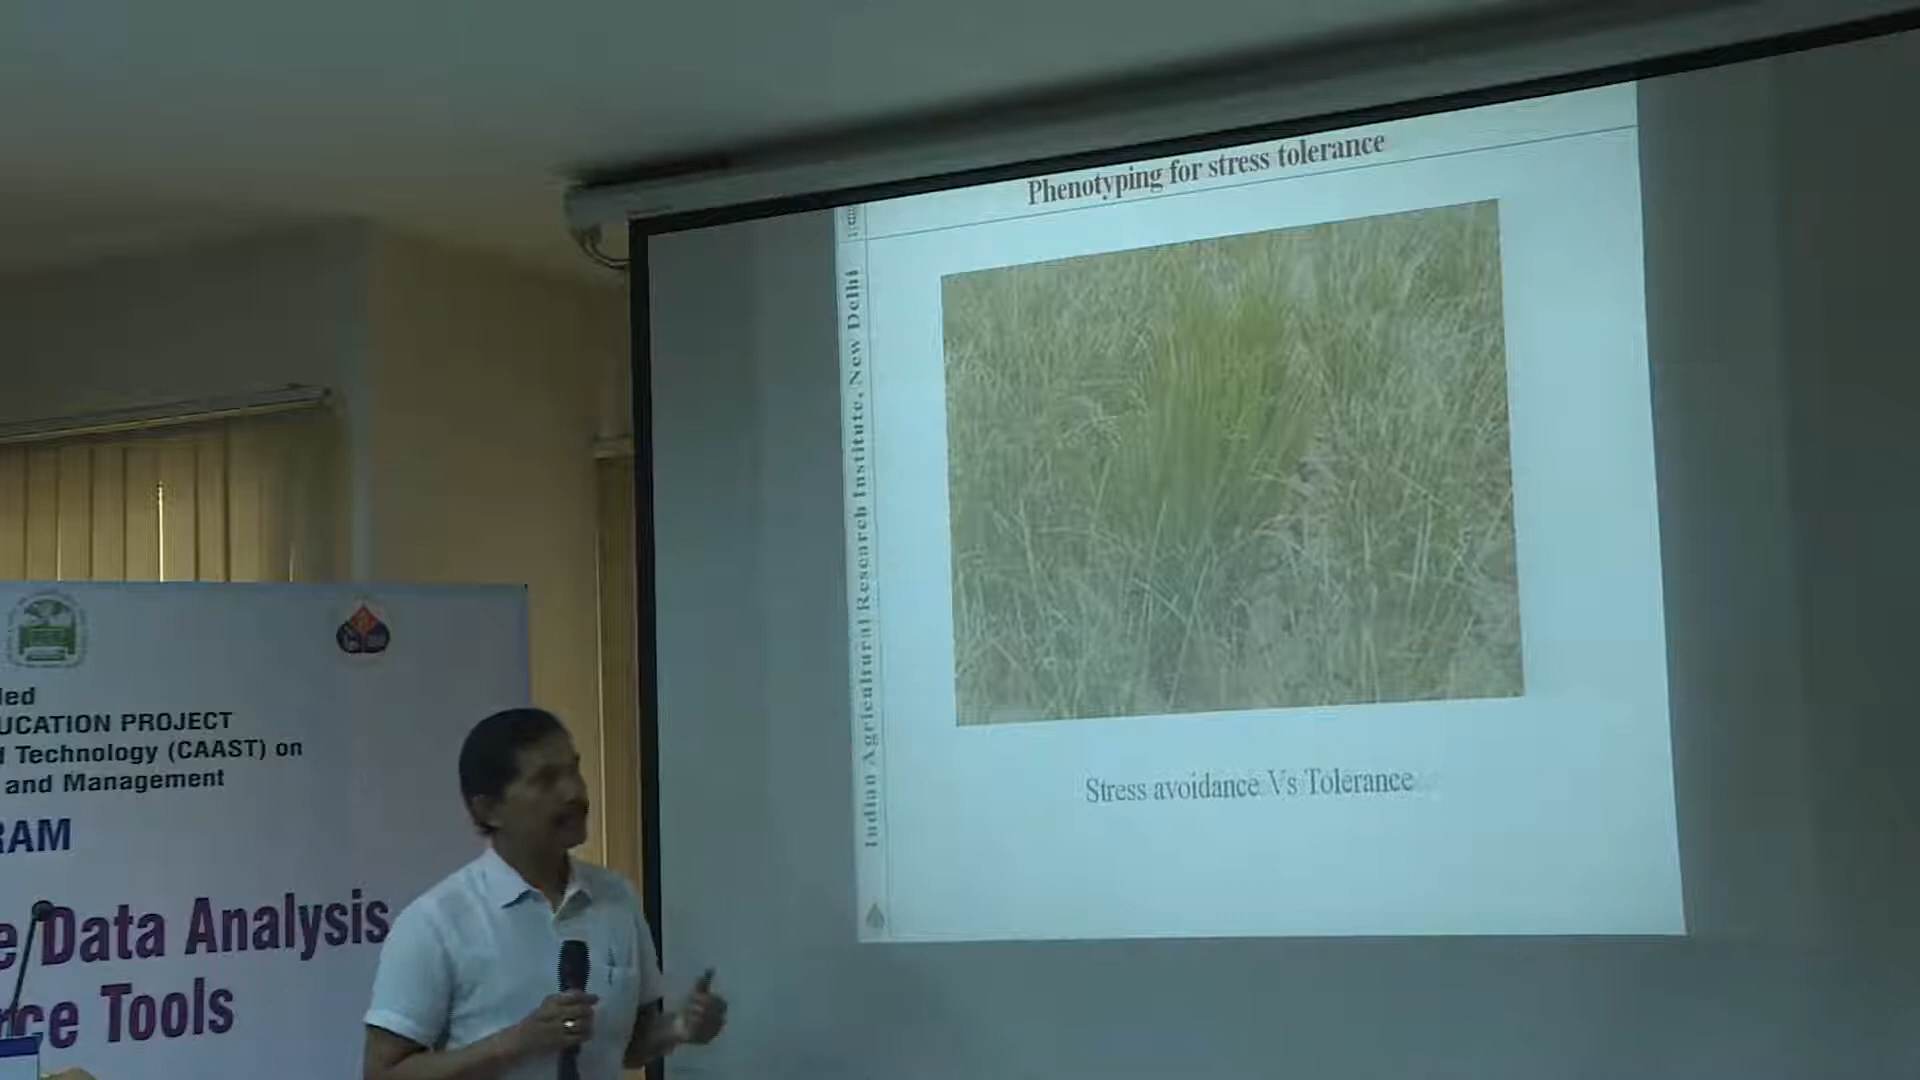 Phenotyping for stress tolerance
Indian Agricultural Research Institute, New Delhi
Stress avoidance Vs Tolerance
ded
UCATION PROJECT
d Technology (CAAST) on
and Management
RAM
e Data Analysis
rce Tools